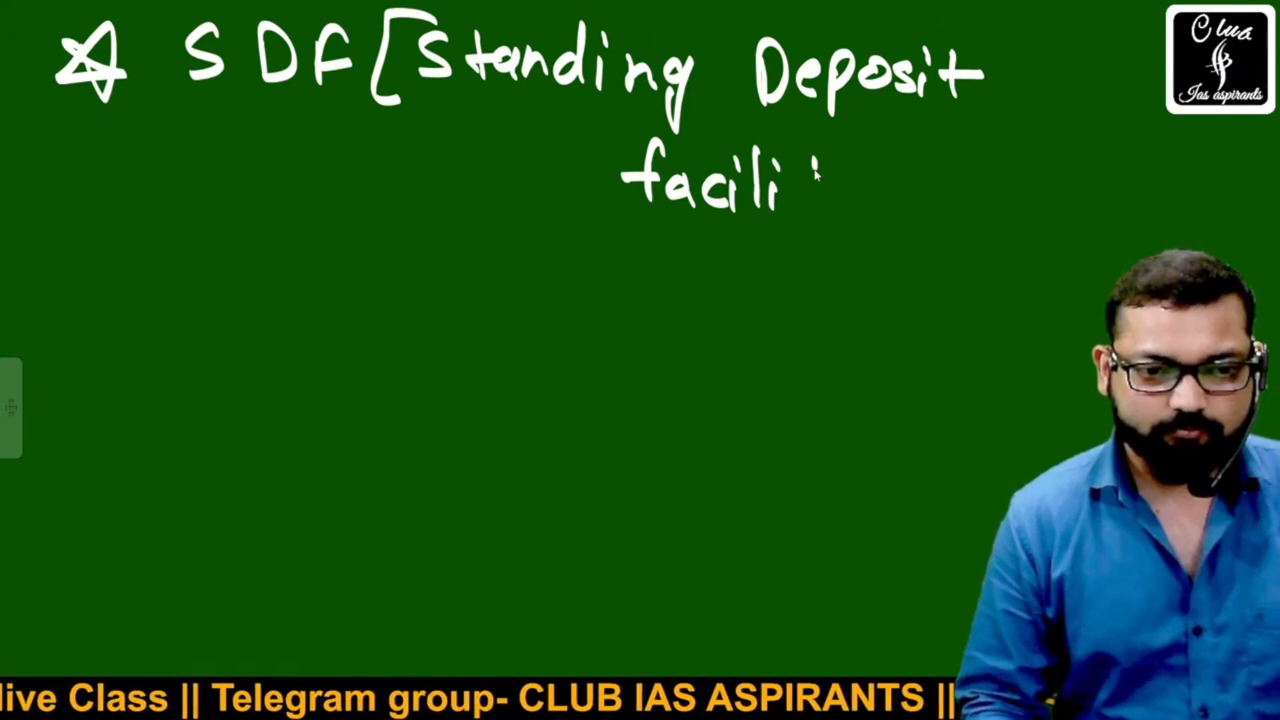 SDF [Standing Deposit
facili
Club
Ias aspirants
live Class || Telegram group- CLUB IAS ASPIRANTS ||